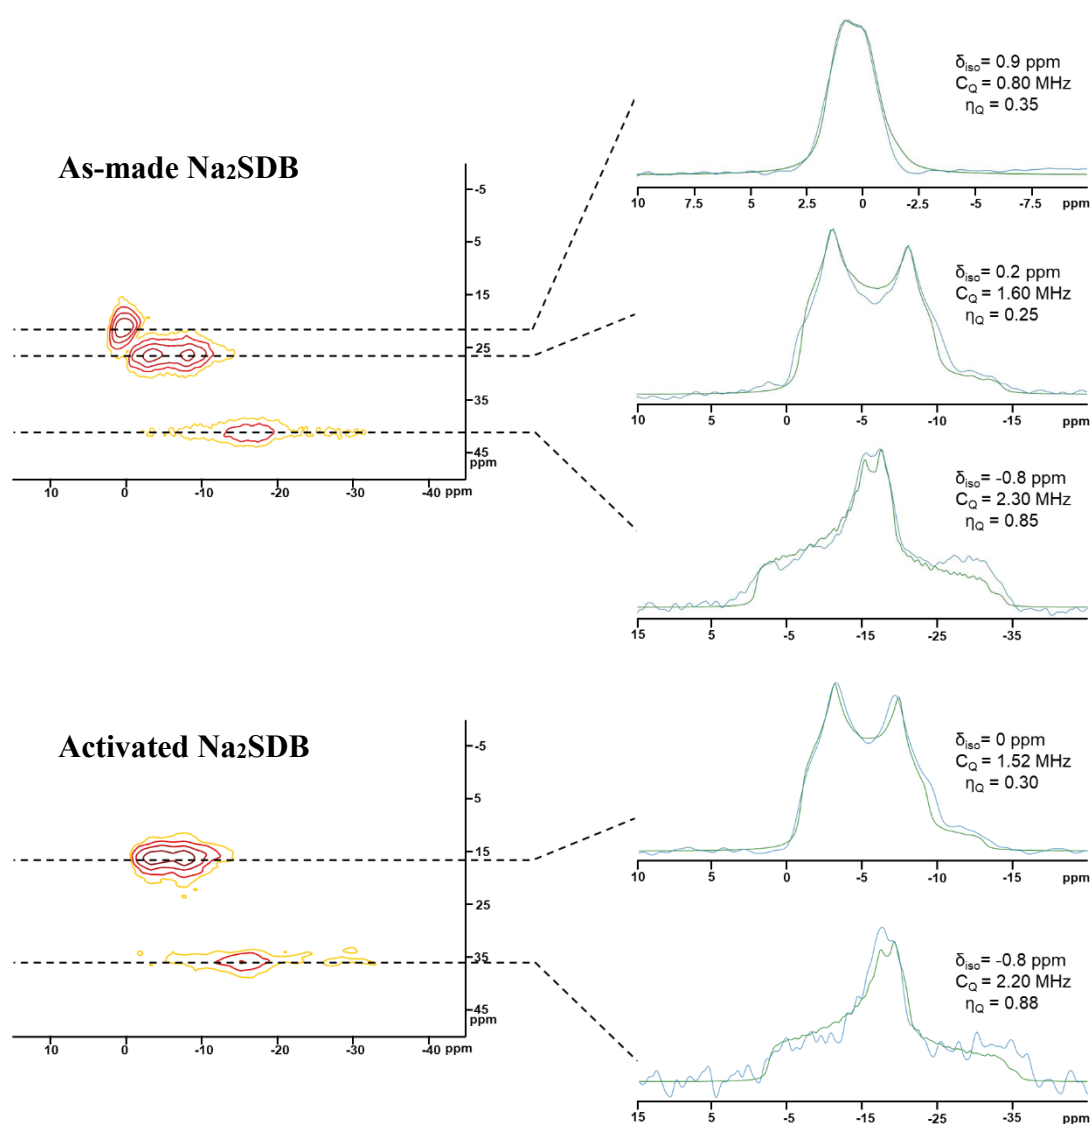 As-made Na₂SDB
-5
5
15
25
35
45
ppm
10 0 -10 -20 -30 -40 ppm
δiso= 0.9 ppm
CQ = 0.80 MHz
ηQ = 0.35
10 7.5 5 2.5 0 -2.5 -5 -7.5 ppm
δiso= 0.2 ppm
CQ = 1.60 MHz
ηQ = 0.25
10 5 0 -5 -10 -15 ppm
δiso= -0.8 ppm
CQ = 2.30 MHz
ηQ = 0.85
15 5 -5 -15 -25 -35 ppm
Activated Na₂SDB
-5
5
15
25
35
45
ppm
10 0 -10 -20 -30 -40 ppm
δiso= 0 ppm
CQ = 1.52 MHz
ηQ = 0.30
10 5 0 -5 -10 -15 ppm
δiso= -0.8 ppm
CQ = 2.20 MHz
ηQ = 0.88
15 5 -5 -15 -25 -35 ppm